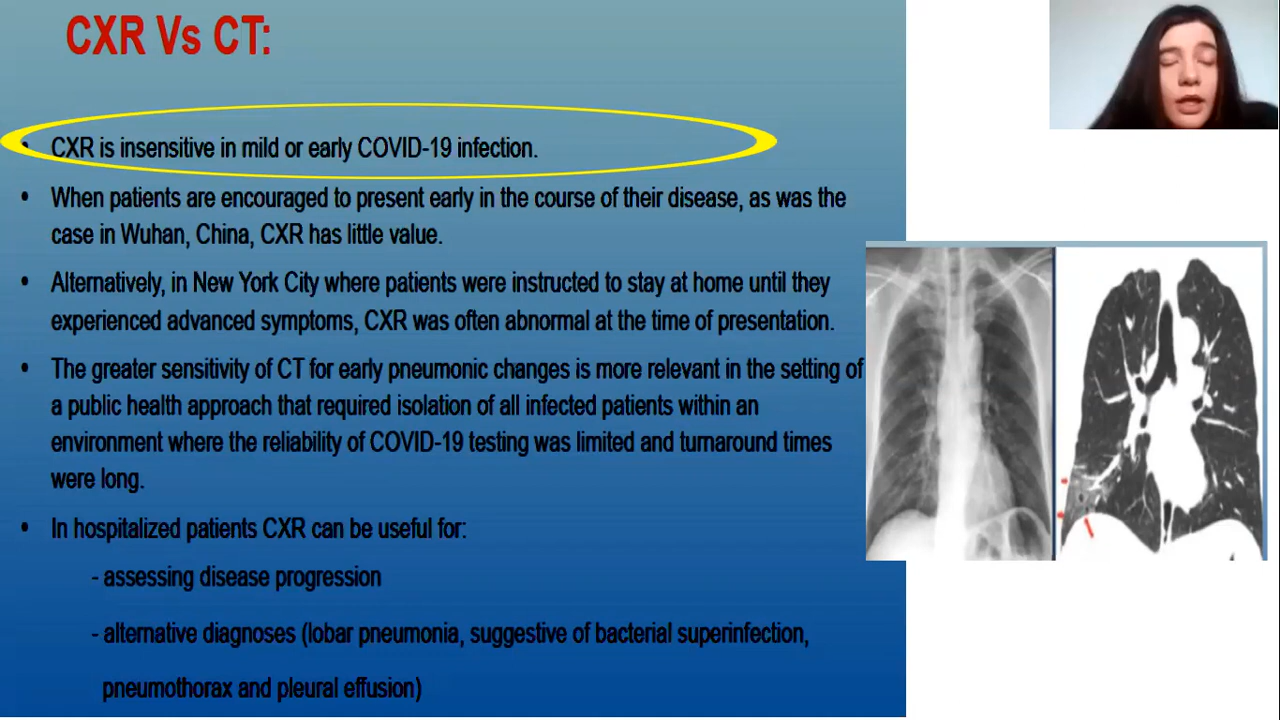 CXR Vs CT:
• CXR is insensitive in mild or early COVID-19 infection.
• When patients are encouraged to present early in the course of their disease, as was the
case in Wuhan, China, CXR has little value.
• Alternatively, in New York City where patients were instructed to stay at home until they
experienced advanced symptoms, CXR was often abnormal at the time of presentation.
• The greater sensitivity of CT for early pneumonic changes is more relevant in the setting of
a public health approach that required isolation of all infected patients within an
environment where the reliability of COVID-19 testing was limited and turnaround times
were long.
• In hospitalized patients CXR can be useful for:
- assessing disease progression
- alternative diagnoses (lobar pneumonia, suggestive of bacterial superinfection,
pneumothorax and pleural effusion)